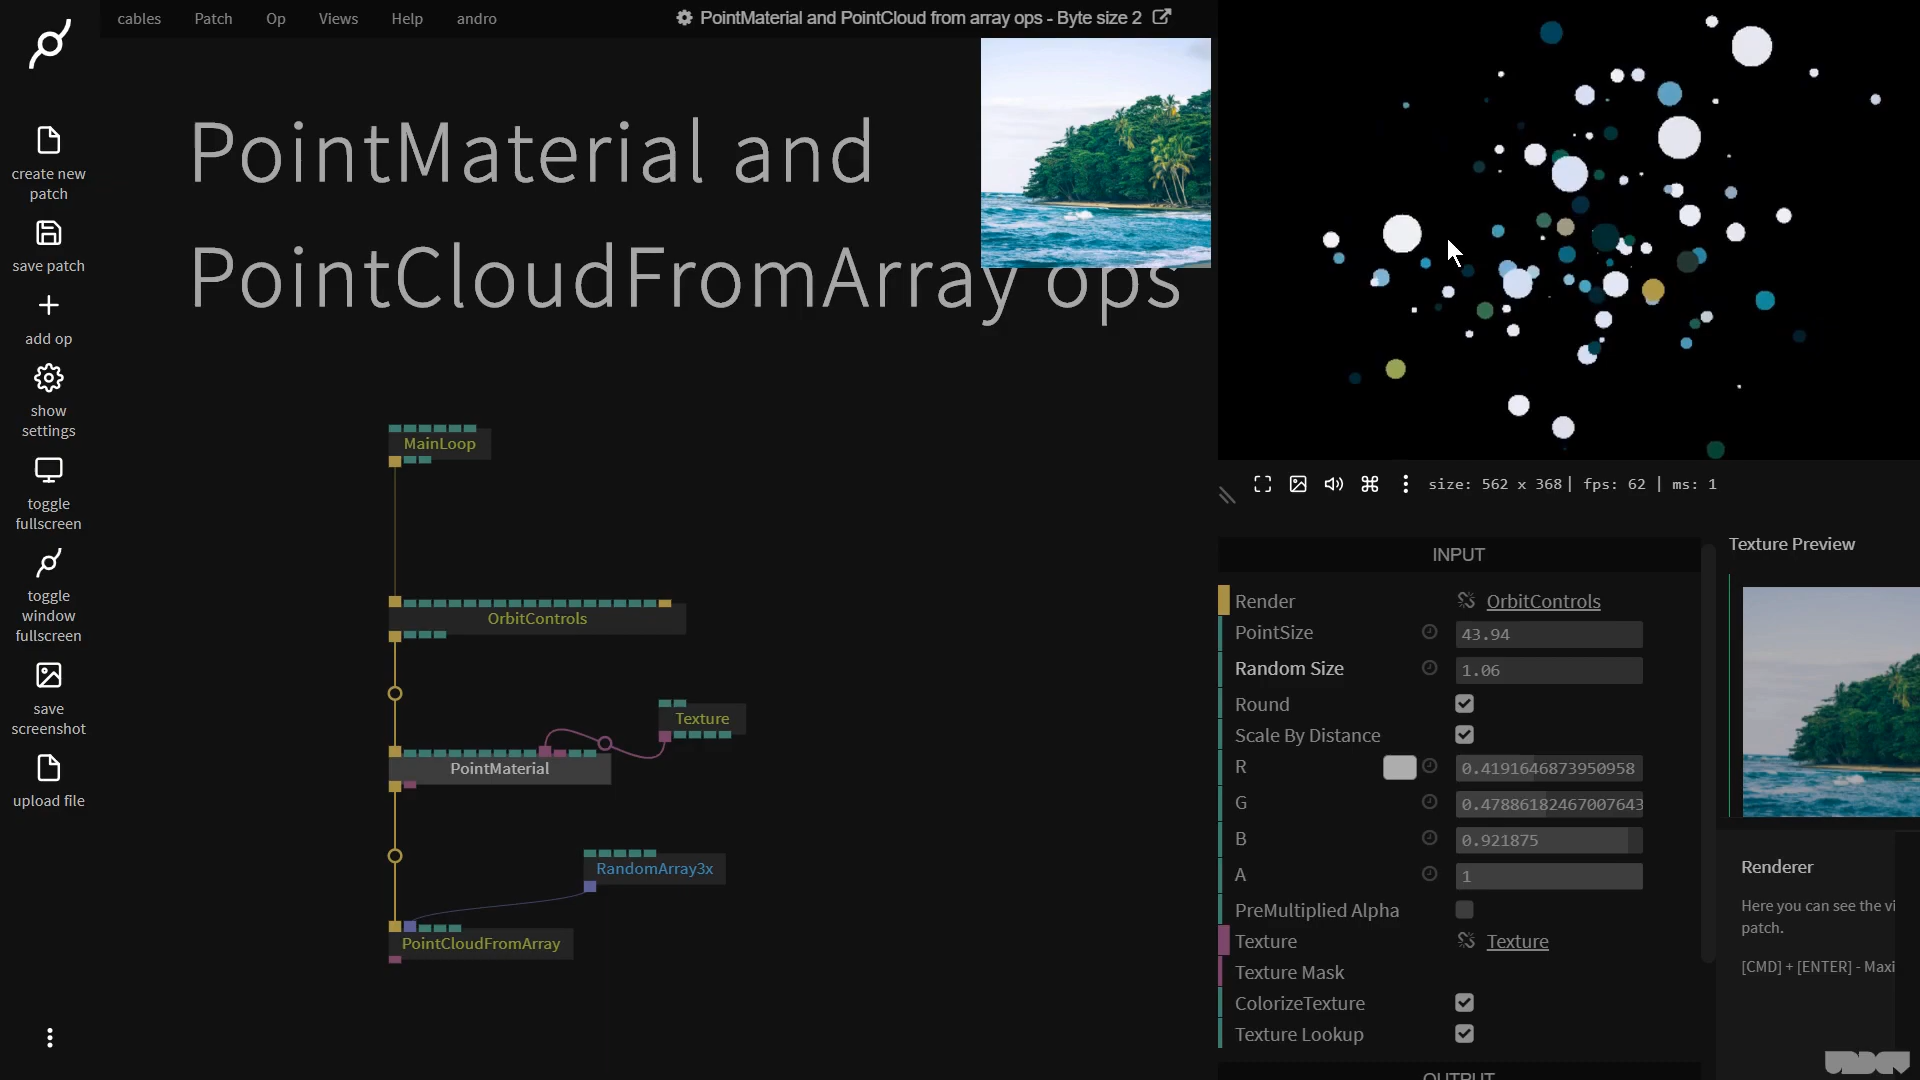 cables Patch Op Views Help andro PointMaterial and PointCloud from array ops - Byte size 2
create new
patch
save patch
add op
show
settings
toggle
fullscreen
toggle
window
fullscreen
save
screenshot
upload file
PointMaterial and
PointCloudFromArray ops
MainLoop
OrbitControls
Texture
PointMaterial
RandomArray3x
PointCloudFromArray
size: 562 x 368 | fps: 62 | ms: 1
INPUT
Render OrbitControls
PointSize 43.94
Random Size 1.06
Round
Scale By Distance
R 0.4191646873950958
G 0.47886182467007643
B 0.921875
A 1
PreMultiplied Alpha
Texture Texture
Texture Mask
ColorizeTexture
Texture Lookup
OUTPUT
Texture Preview
Renderer
Here you can see the vi
patch.
[CMD] + [ENTER] - Maxi